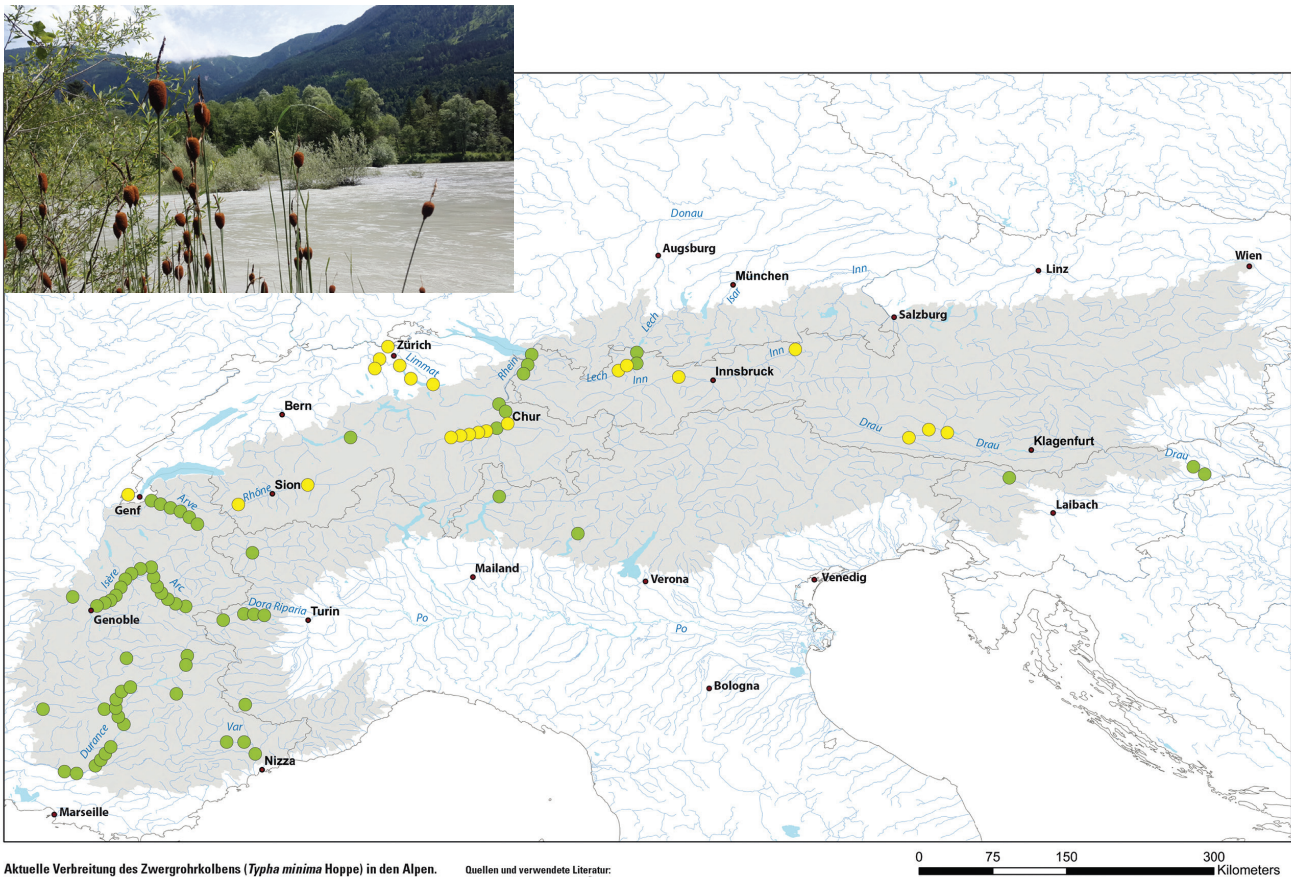 Donau
Augsburg
München
Inn
Linz
Wien
Isar
Lech
Salzburg
Zürich
Limmat
Rhein
Inn
Lech
Inn
Innsbruck
Bern
Chur
Drau
Drau
Klagenfurt
Drau
Sion
Rhône
Genf
Arve
Laibach
Isère
Arc
Mailand
Verona
Venedig
Genoble
Dora Riparia
Turin
Po
Po
Bologna
Var
Durance
Nizza
Marseille
Aktuelle Verbreitung des Zwergrohrkolbens (Typha minima Hoppe) in den Alpen.
Quellen und verwendete Literatur:
0 75 150 300
Kilometers